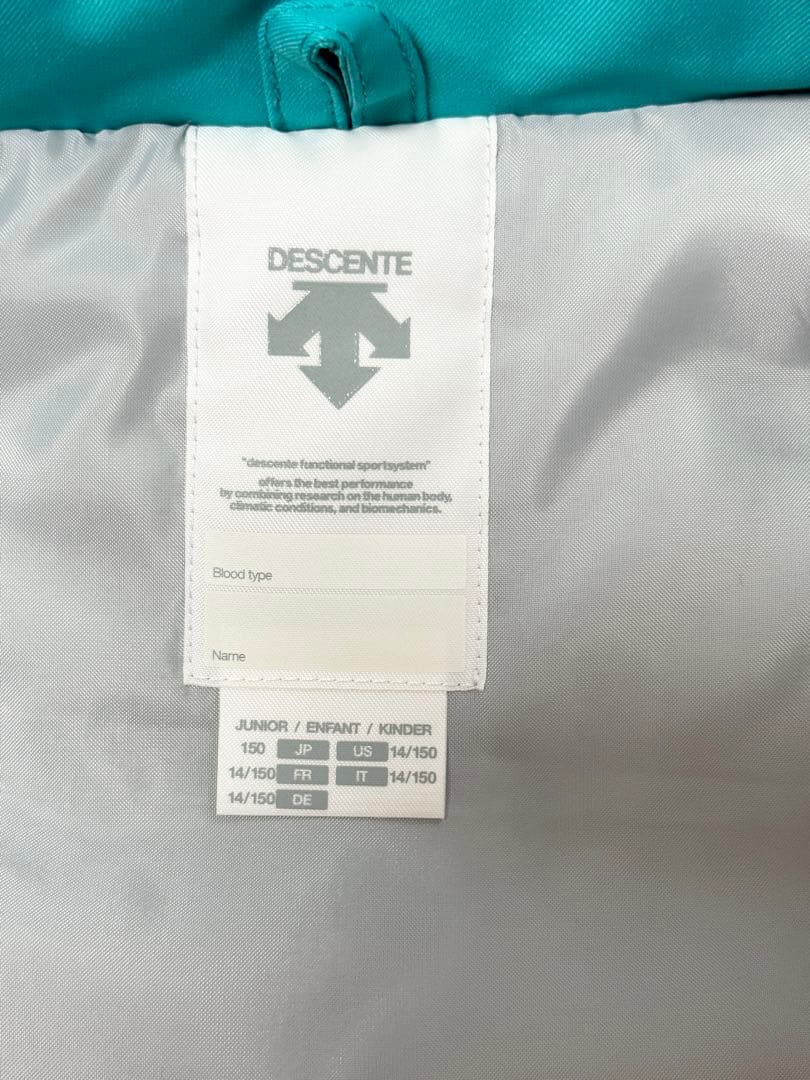 DESCENTE
"descente functional sportsystem"
offers the best performance
by combining research on the human body,
climatic conditions, and biomechanics.
Blood type
Name
JUNIOR / ENFANT / KINDER
150 JP US 14/150
14/150 FR IT 14/150
14/150 DE